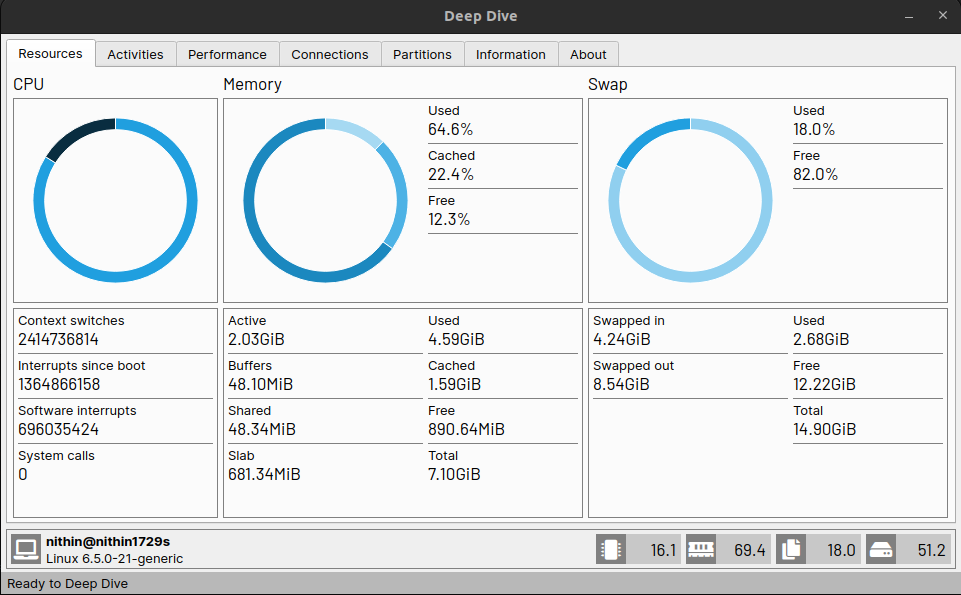 Deep Dive
Resources Activities Performance Connections Partitions Information About
CPU
Memory
Used
64.6%
Cached
22.4%
Free
12.3%
Swap
Used
18.0%
Free
82.0%
Context switches
2414736814
Interrupts since boot
1364866158
Software interrupts
696035424
System calls
0
Active
2.03GiB
Buffers
48.10MiB
Shared
48.34MiB
Slab
681.34MiB
Used
4.59GiB
Cached
1.59GiB
Free
890.64MiB
Total
7.10GiB
Swapped in
4.24GiB
Swapped out
8.54GiB
Used
2.68GiB
Free
12.22GiB
Total
14.90GiB
nithin@nithin1729s
Linux 6.5.0-21-generic
16.1 69.4 18.0 51.2
Ready to Deep Dive